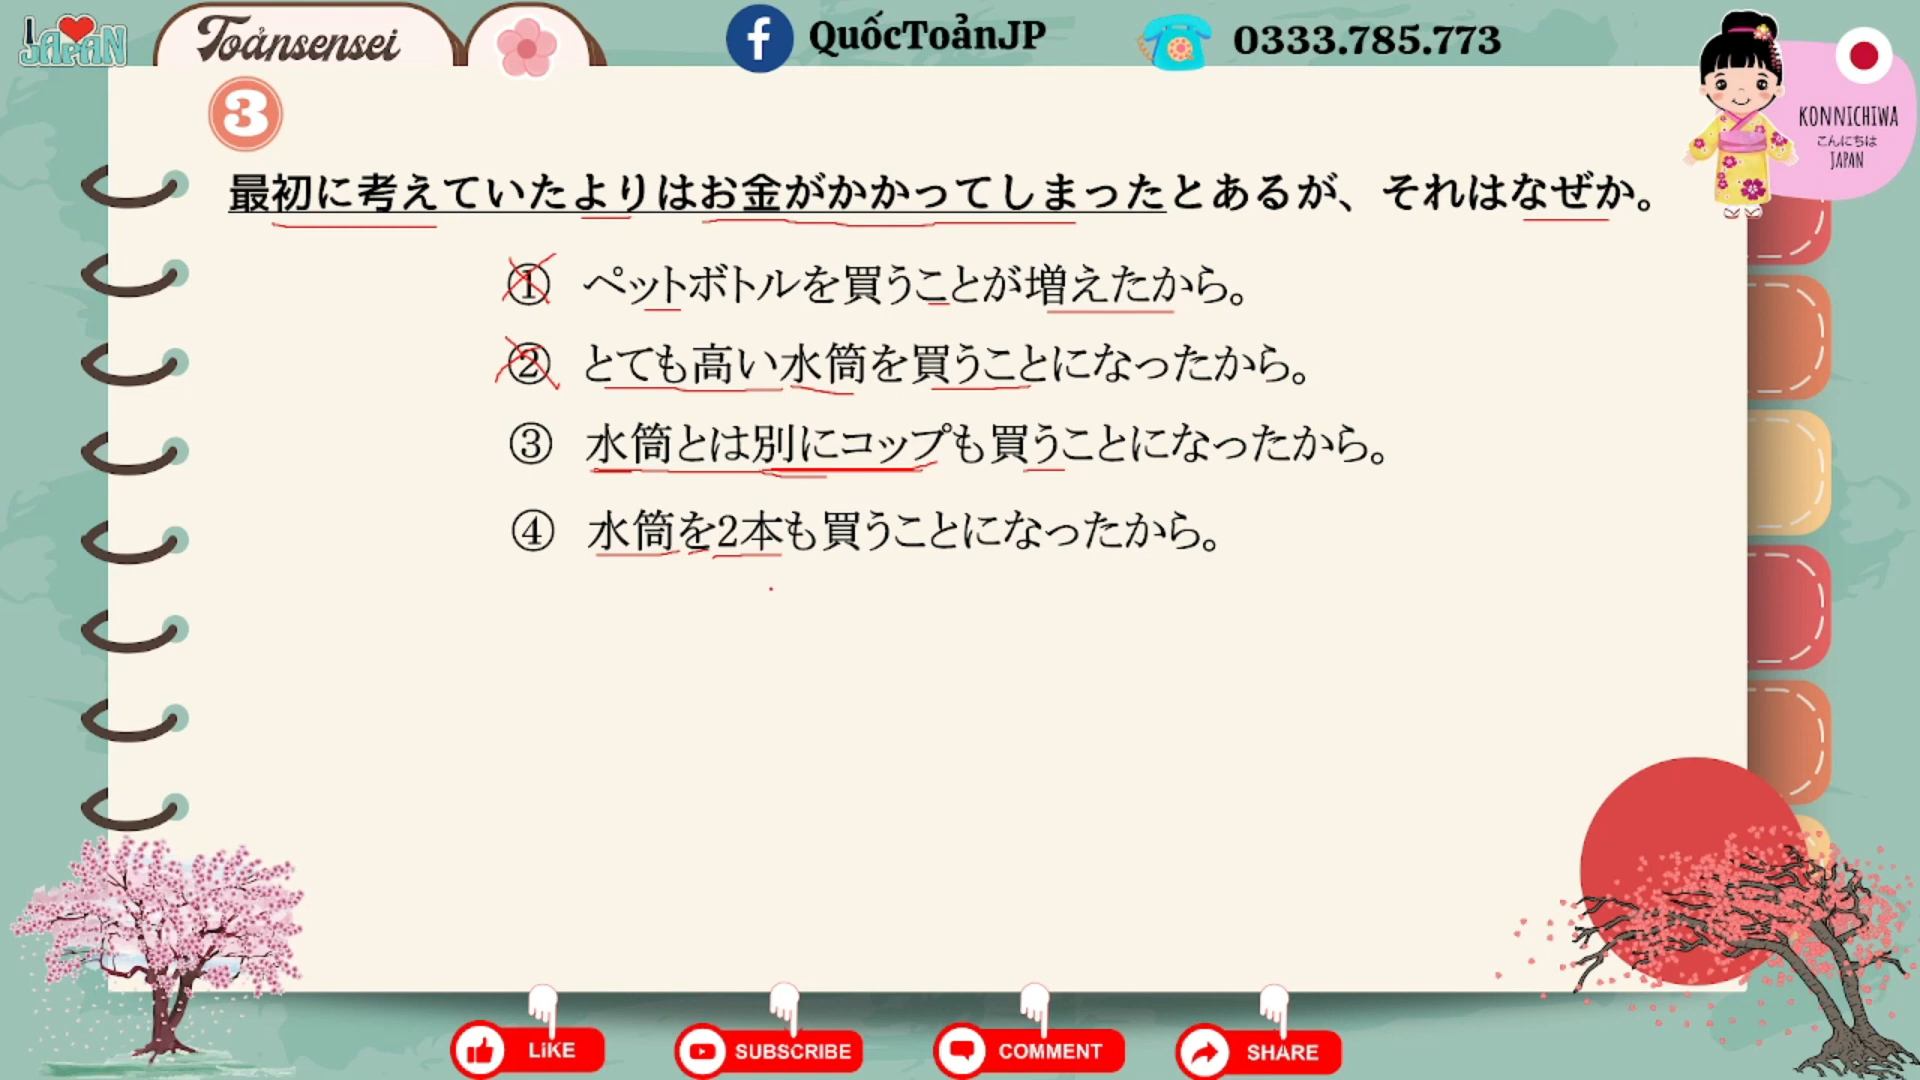 I
JAPAN
Toảnsensei
QuốcToảnJP
0333.785.773
KONNICHIWA
こんにちは
JAPAN
3
最初に考えていたよりはお金がかかってしまったとあるが、それはなぜか。
① ペットボトルを買うことが増えたから。
② とても高い水筒を買うことになったから。
③ 水筒とは別にコップも買うことになったから。
④ 水筒を2本も買うことになったから。
LiKE
SUBSCRIBE
COMMENT
SHARE